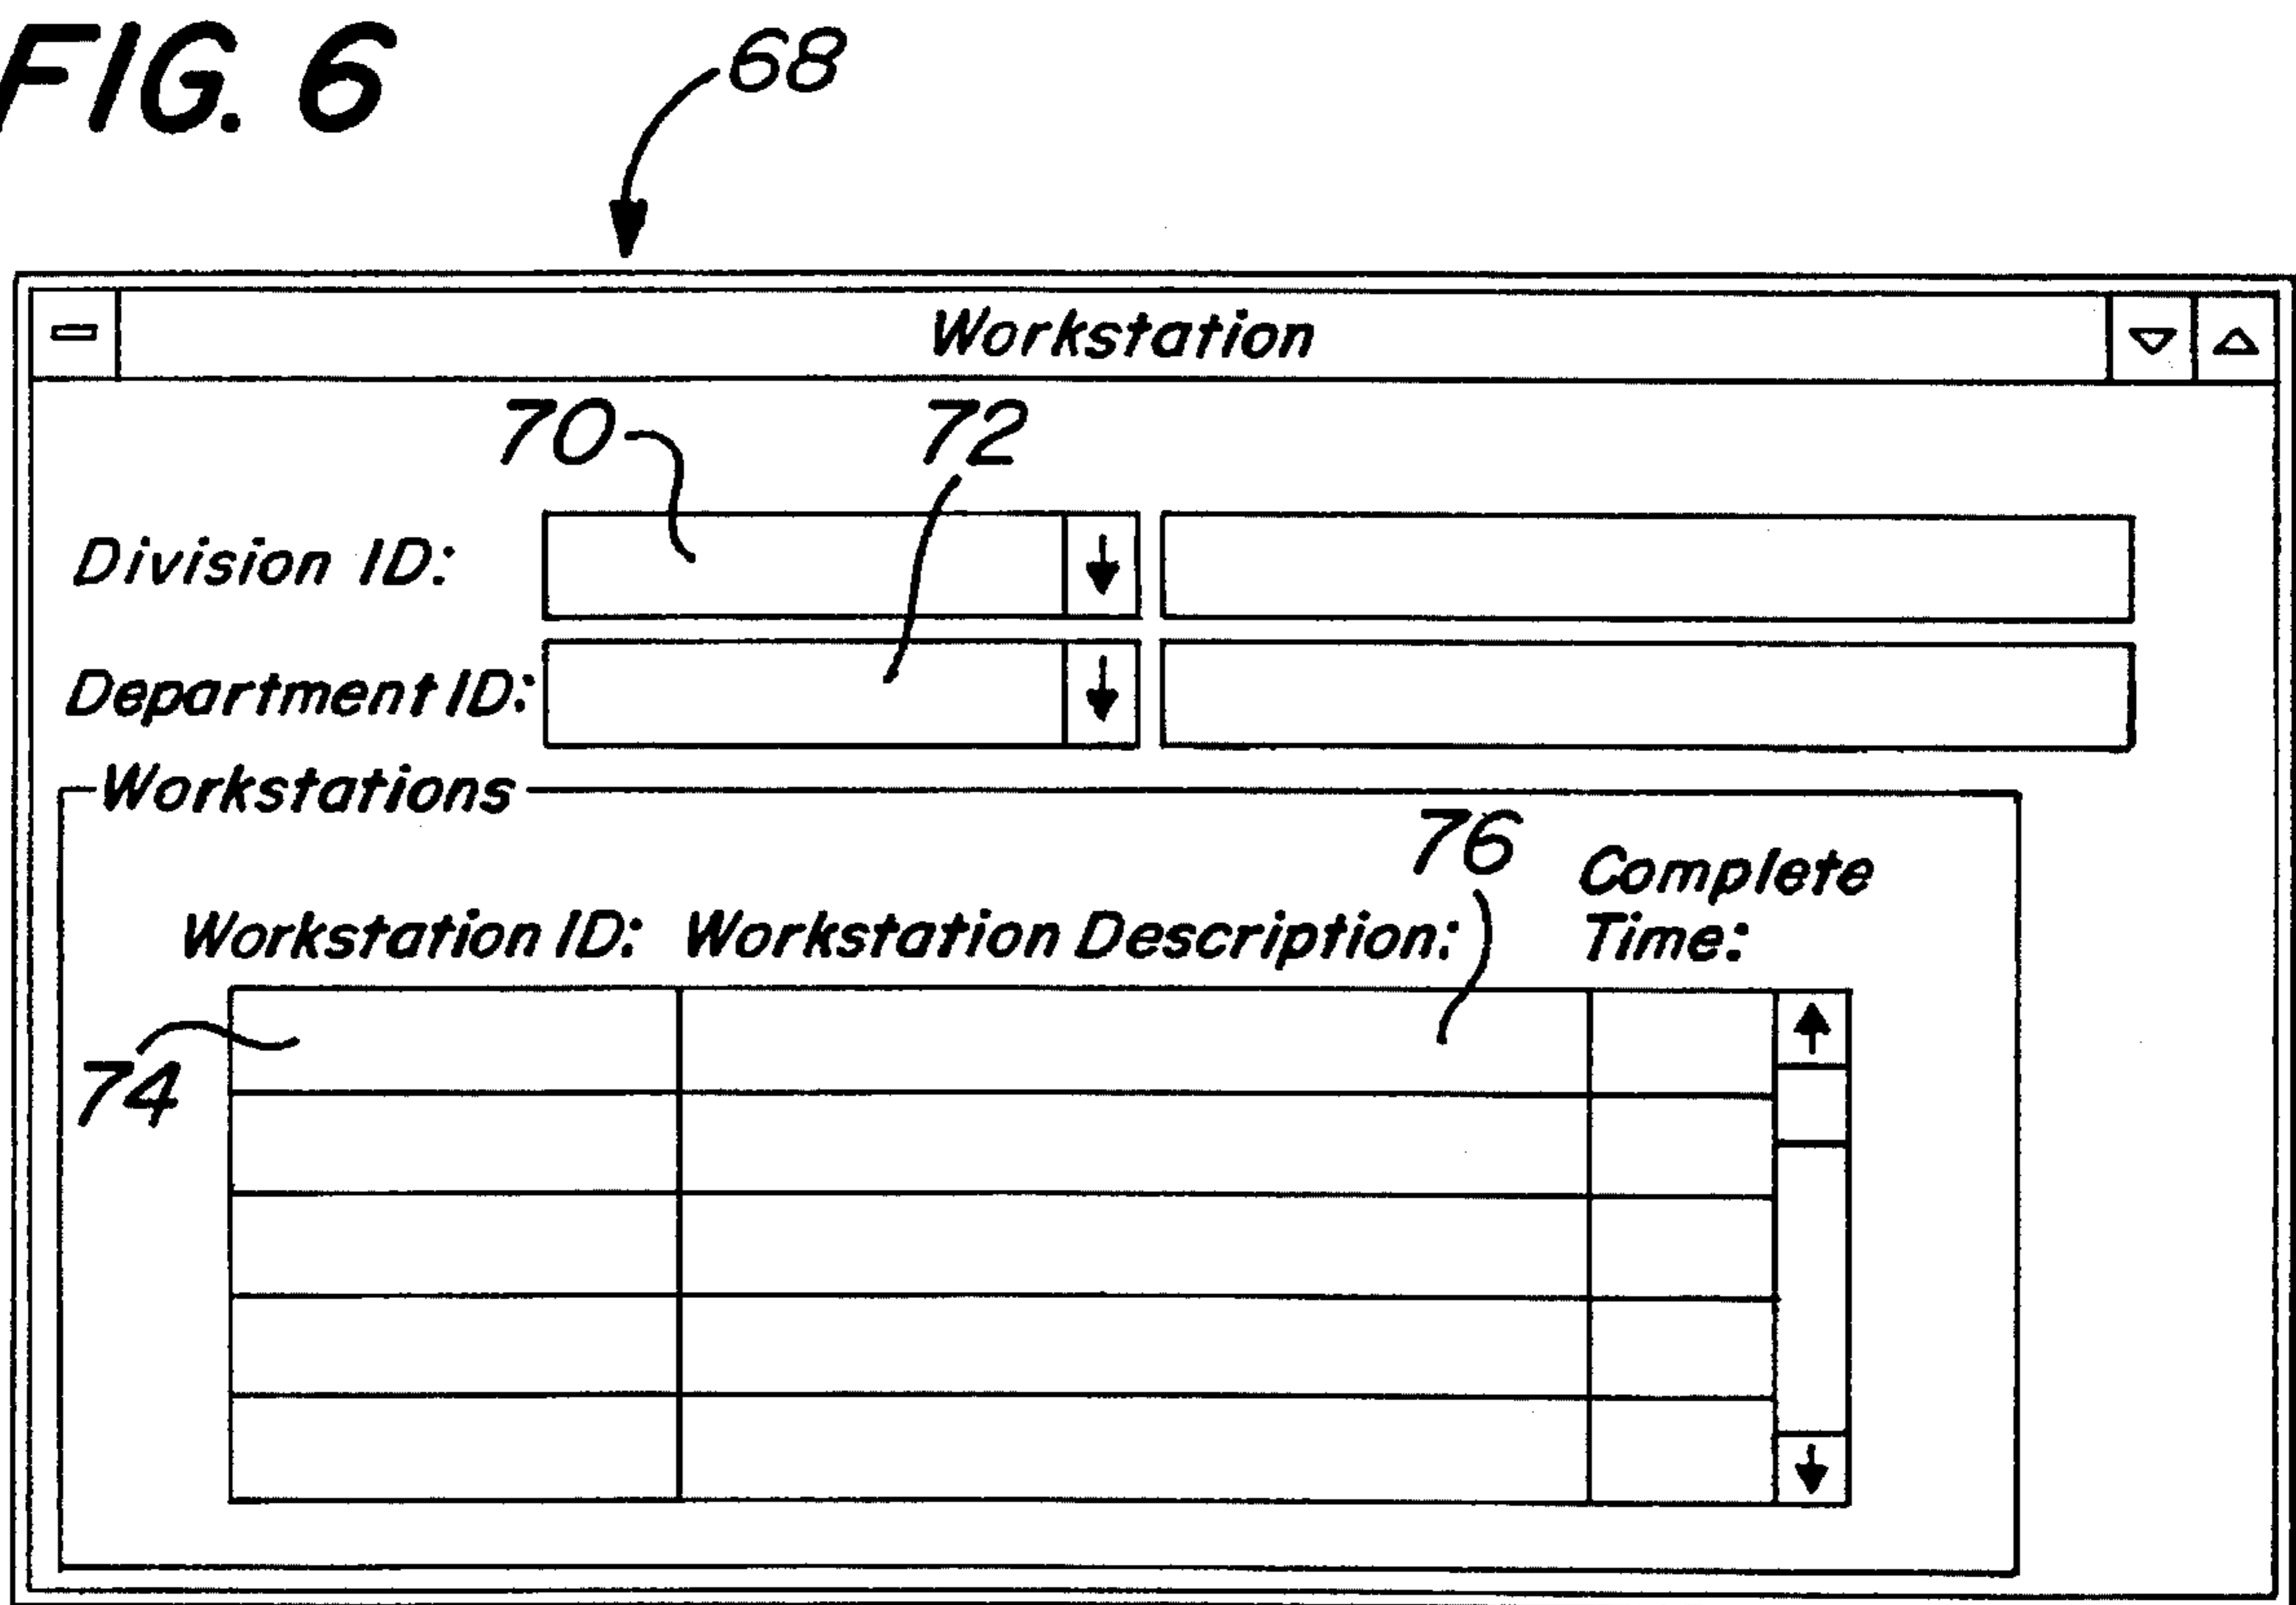 FIG. 6
68
Workstation
70
72
Division ID:
Department ID:
Workstations
76
Complete
Time:
Workstation ID: Workstation Description:
74